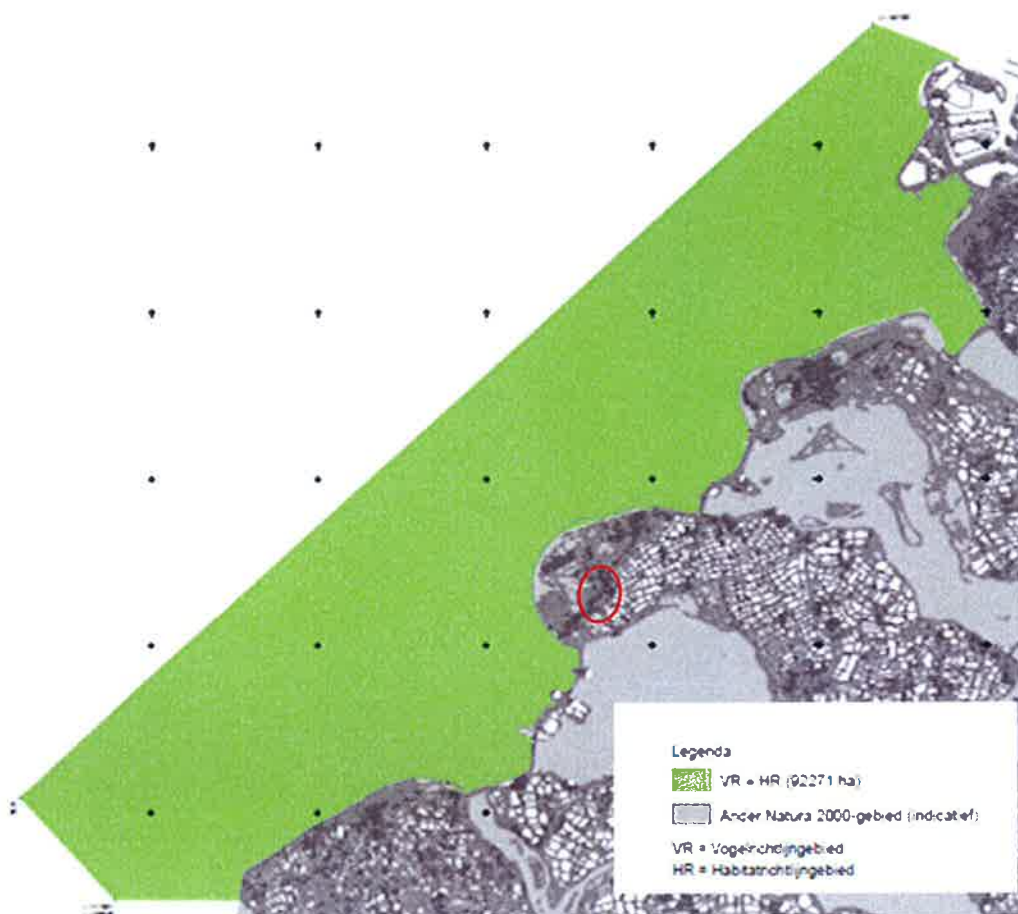 Legenda
VR + HR (92271 ha)
Ander Natura 2000-gebied (indicatief)
VR = Vogelrichtlijngebied
HR = Habitatrichtlijngebied